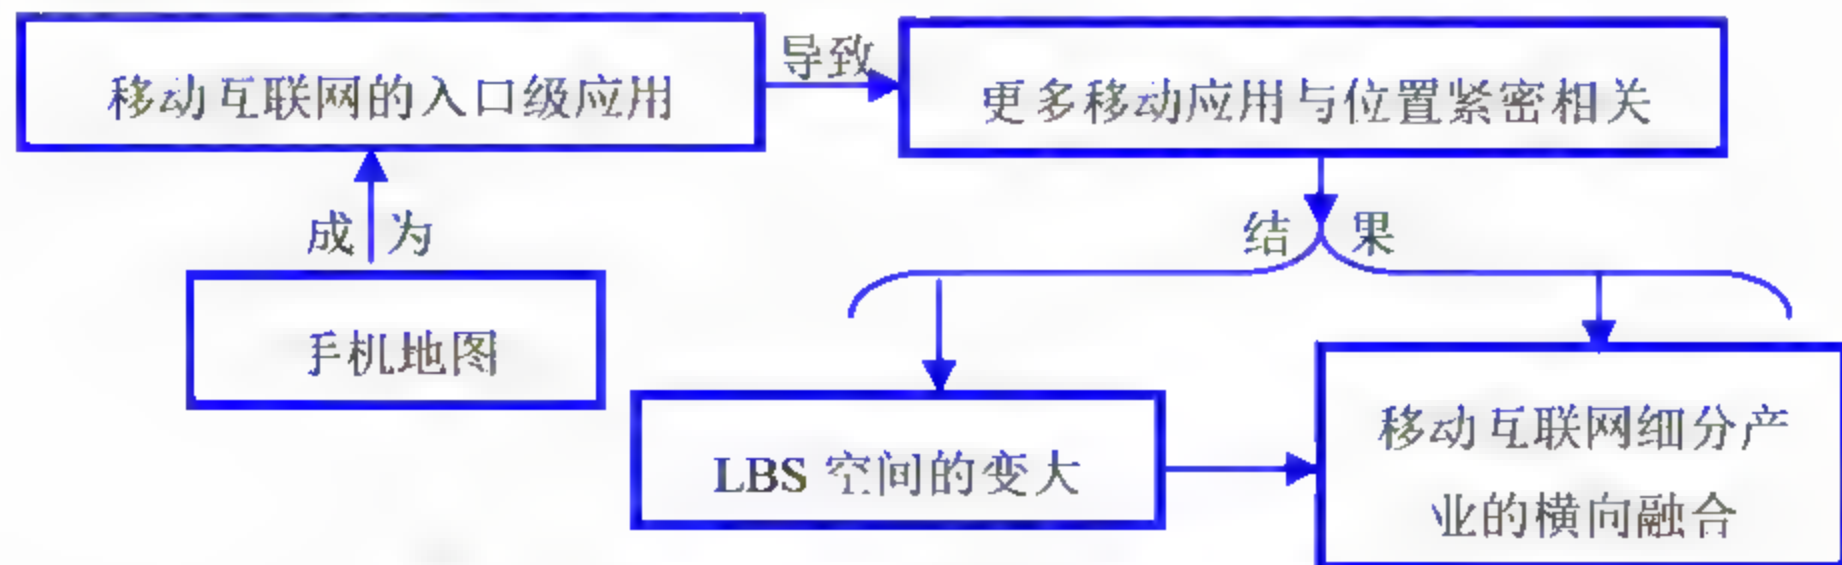 移动互联网的入口级应用
导致
更多移动应用与位置紧密相关
成为
结果
手机地图
LBS 空间的变大
移动互联网细分产
业的横向融合